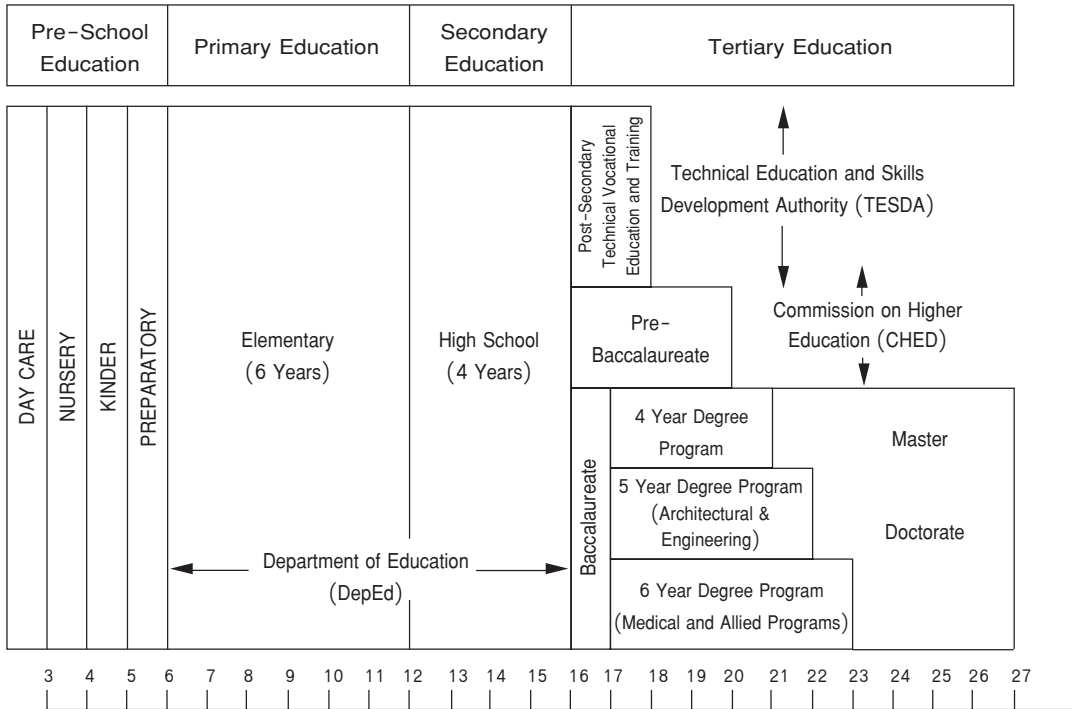 Pre-School
Education
Primary Education
Secondary
Education
Tertiary Education
DAY CARE
NURSERY
KINDER
PREPARATORY
Elementary
(6 Years)
High School
(4 Years)
Department of Education
(DepEd)
Post-Secondary
Technical Vocational
Education and Training
Technical Education and Skills
Development Authority (TESDA)
Pre-
Baccalaureate
Commission on Higher
Education (CHED)
Baccalaureate
4 Year Degree
Program
5 Year Degree Program
(Architectural &
Engineering)
6 Year Degree Program
(Medical and Allied Programs)
Master
Doctorate
3 4 5 6 7 8 9 10 11 12 13 14 15 16 17 18 19 20 21 22 23 24 25 26 27